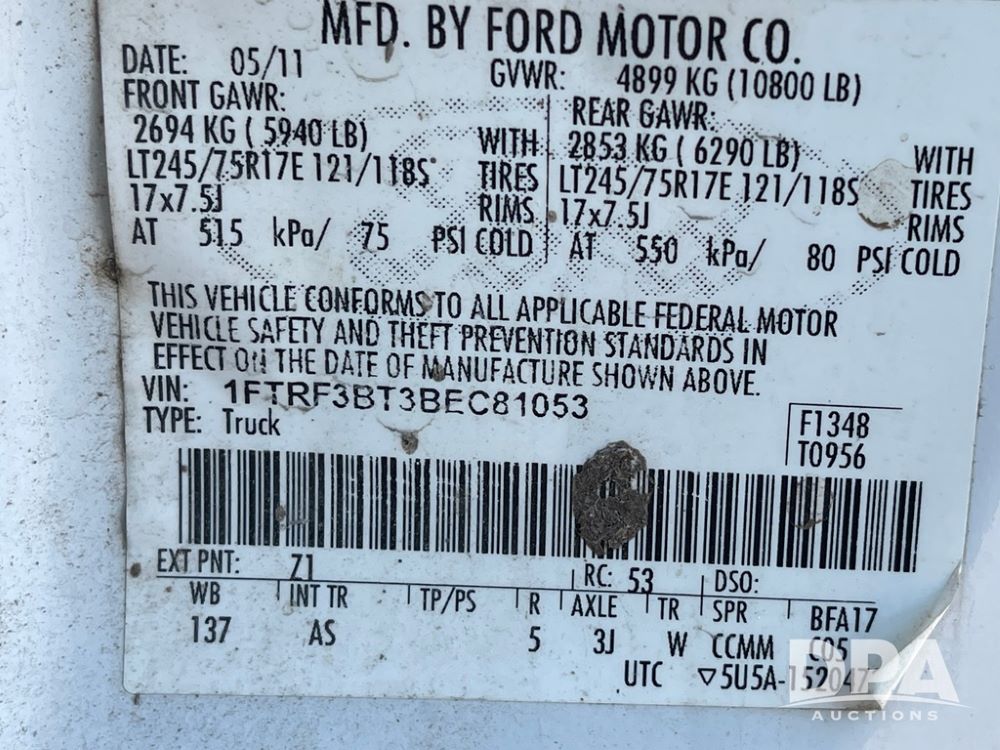 MFD. BY FORD MOTOR CO.
DATE: 05/11 GVWR: 4899 KG (10800 LB)
FRONT GAWR: REAR GAWR:
2694 KG ( 5940 LB) WITH 2853 KG ( 6290 LB) WITH
LT245/75R17E 121/118S TIRES LT245/75R17E 121/118S TIRES
17x7.5J RIMS 17x7.5J RIMS
AT 515 kPa/ 75 PSI COLD AT 550 kPa/ 80 PSI COLD
THIS VEHICLE CONFORMS TO ALL APPLICABLE FEDERAL MOTOR
VEHICLE SAFETY AND THEFT PREVENTION STANDARDS IN
EFFECT ON THE DATE OF MANUFACTURE SHOWN ABOVE.
VIN: 1FTRF3BT3BEC81053
TYPE: Truck
F1348
T0956
EXT PNT: Z1 RC: 53 DSO:
WB INT TR TP/PS R AXLE TR SPR BFA17
137 AS 5 3J W CCMM C05
UTC ▽5U5A-152047
BPA
AUCTIONS